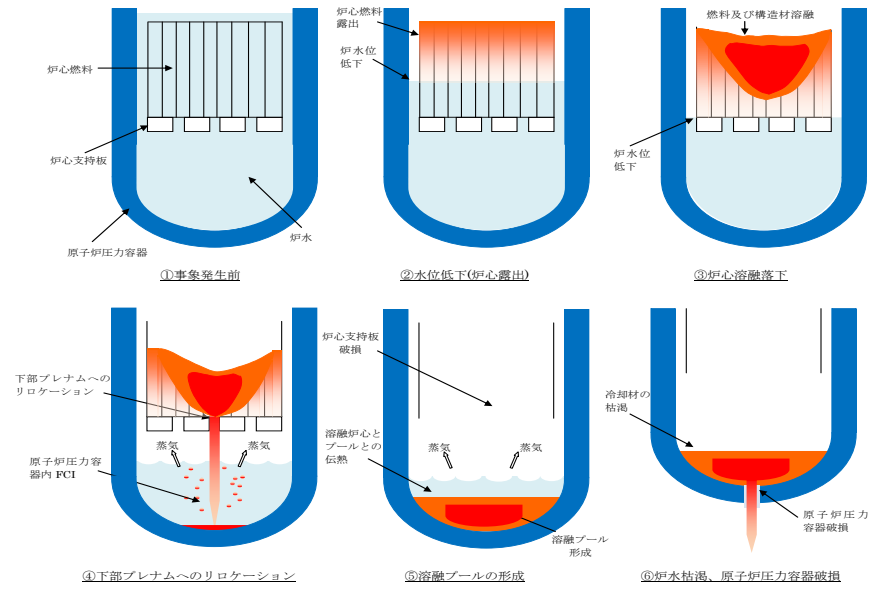 炉心燃料
炉心支持板
原子炉圧力容器
炉水
①事象発生前
炉心燃料
露出
炉水位
低下
②水位低下(炉心露出)
燃料及び構造材溶融
炉水位
低下
③炉心溶融落下
下部プレナムへの
リロケーション
原子炉圧力容
器内 FCI
蒸気
蒸気
④下部プレナムへのリロケーション
炉心支持板
破損
溶融炉心と
プールとの
伝熱
蒸気
蒸気
溶融プール
形成
⑤溶融プールの形成
冷却材の
枯渇
原子炉圧力
容器破損
⑥炉水枯渇、原子炉圧力容器破損